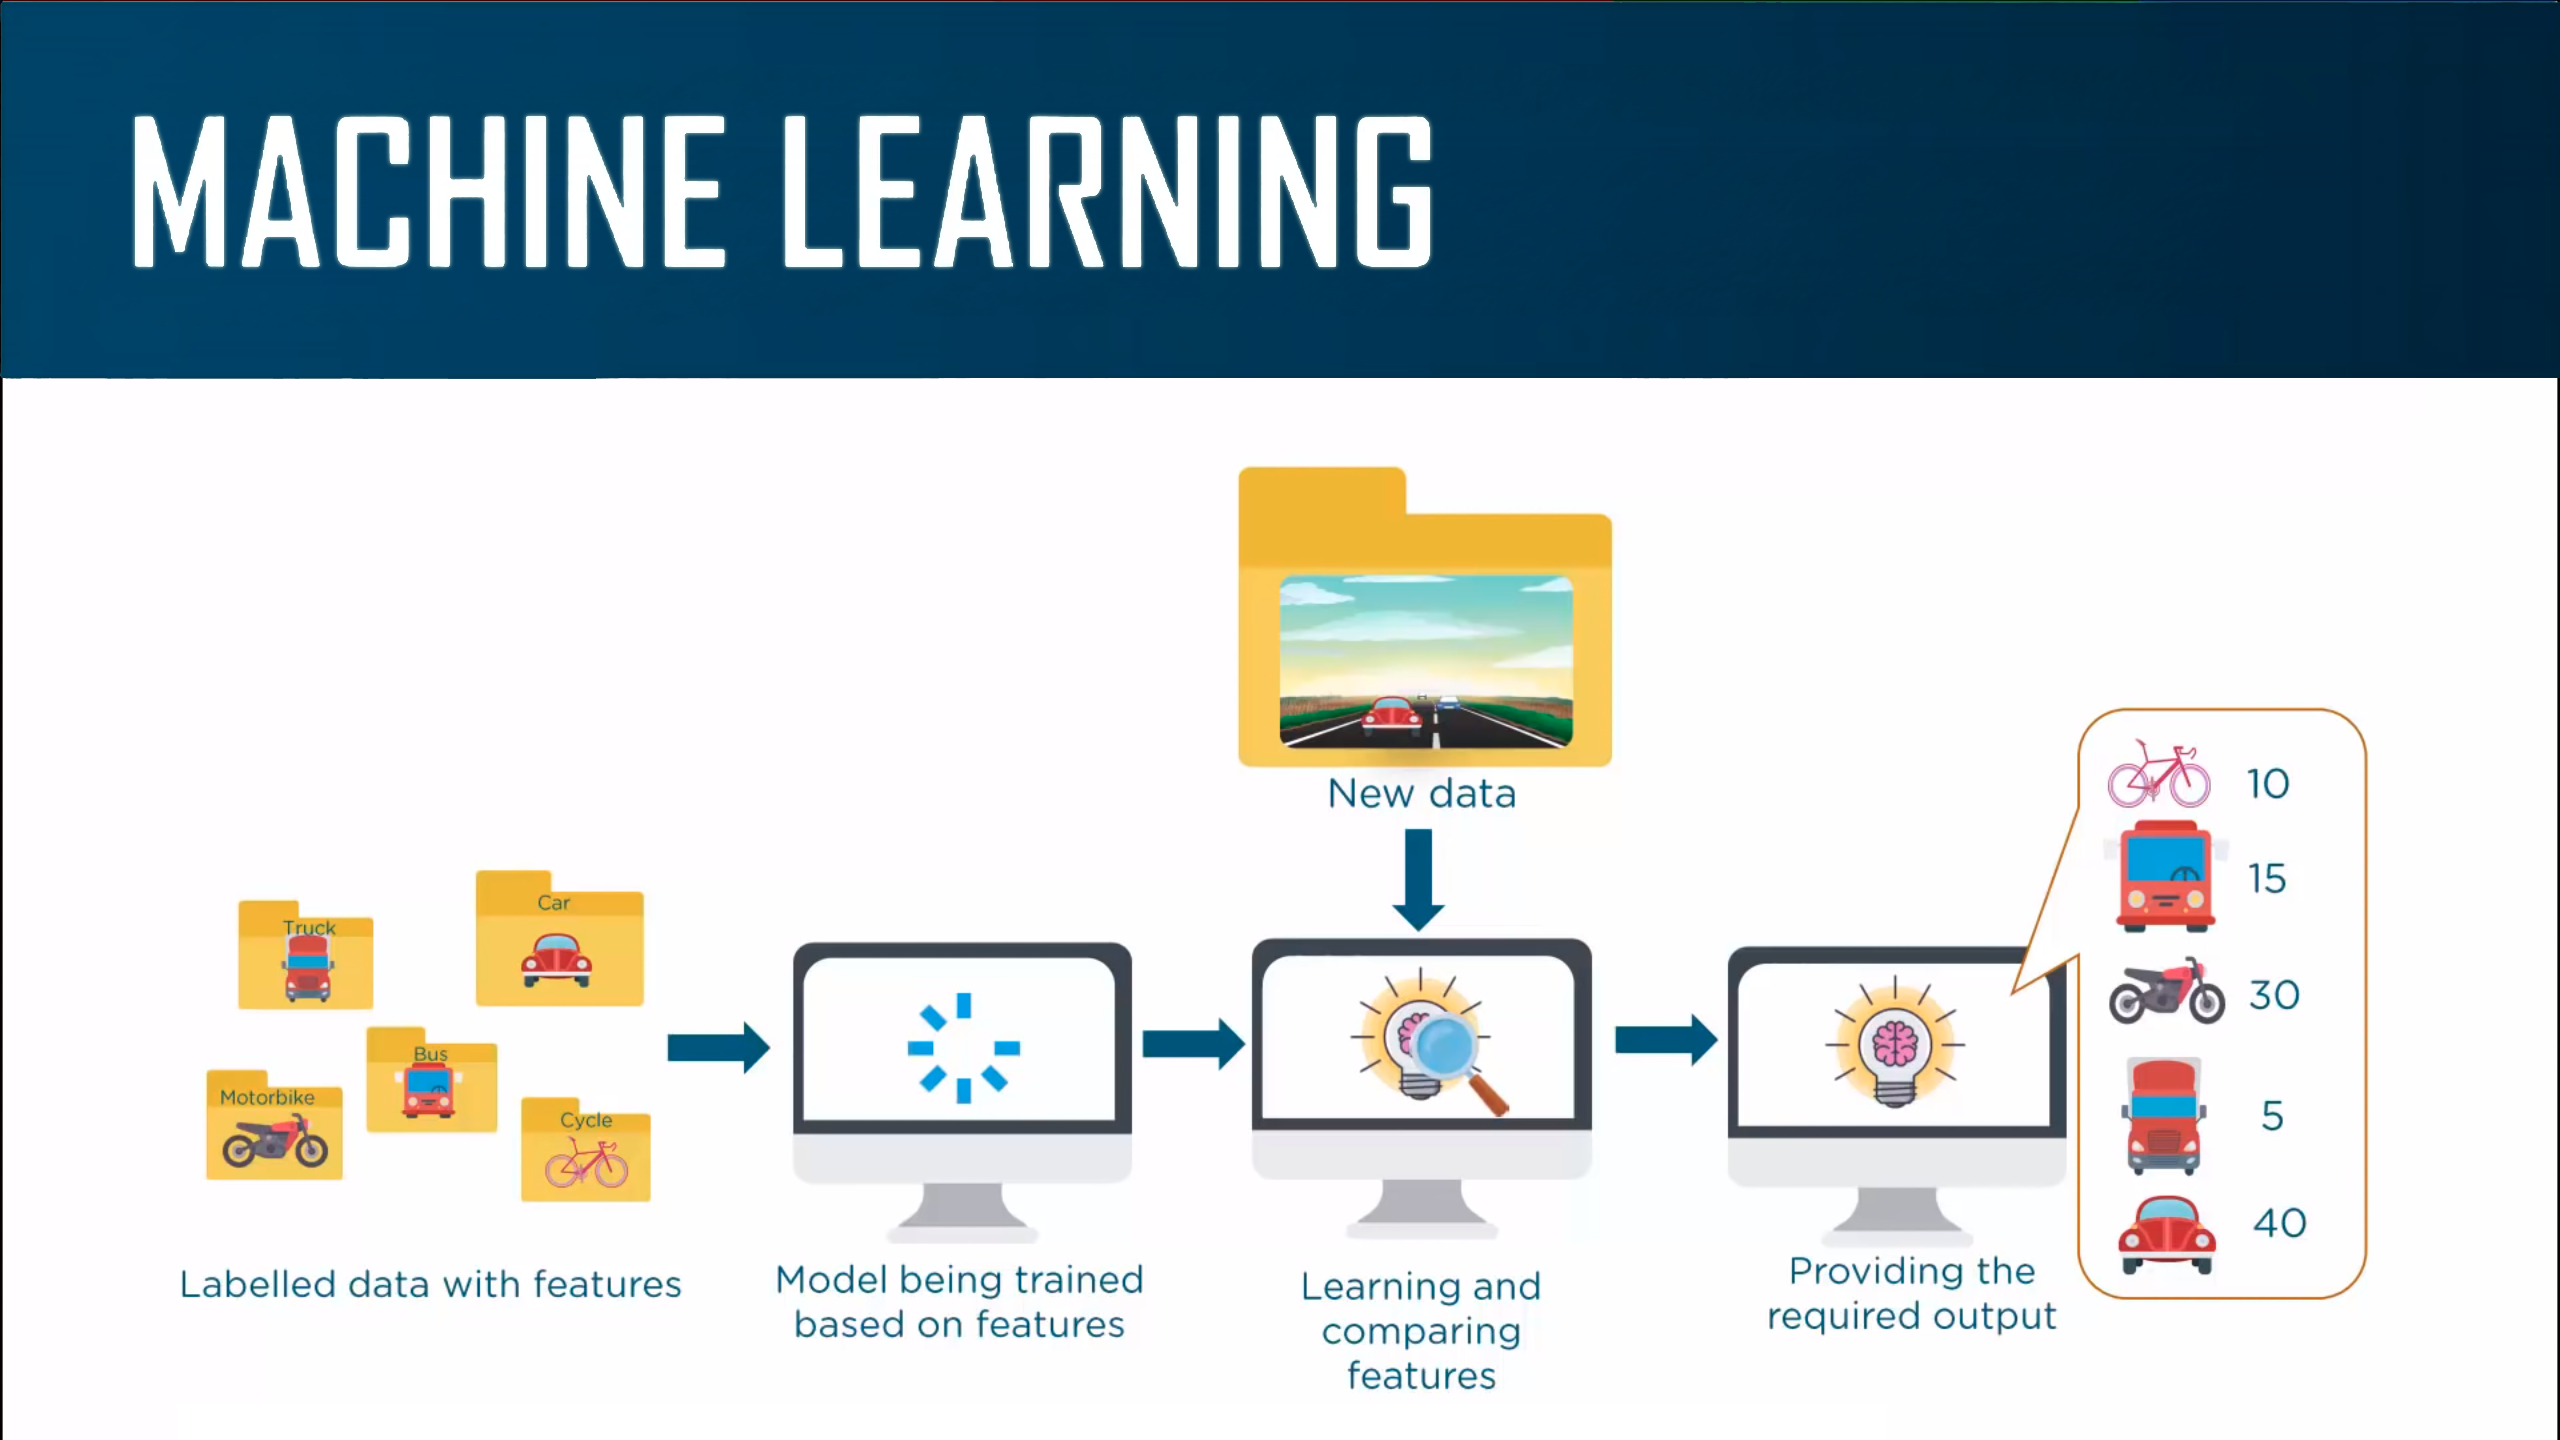 MACHINE LEARNING
New data
Truck
Car
Motorbike
Bus
Cycle
Labelled data with features
Model being trained
based on features
Learning and
comparing
features
Providing the
required output
10
15
30
5
40